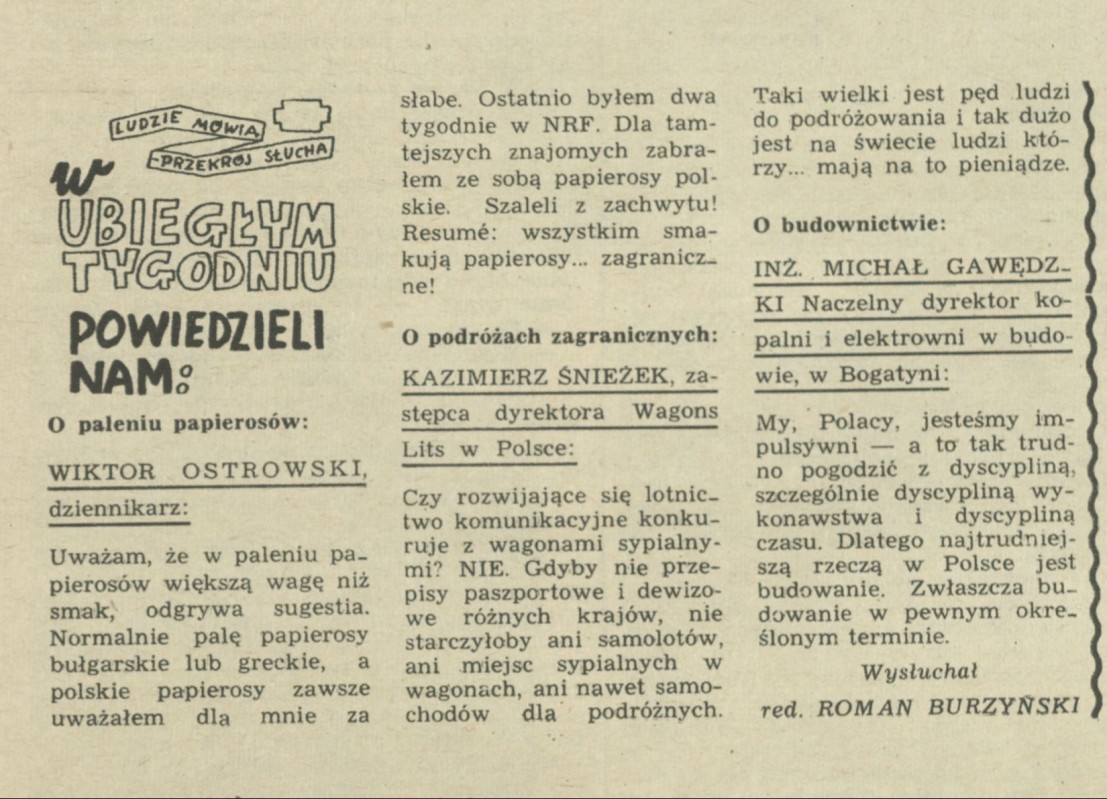 LUDZIE MÓWIĄ
PRZEKRÓJ SŁUCHA
W
UBIEGŁYM
TYGODNIU
POWIEDZIELI
NAM:
O paleniu papierosów:
WIKTOR OSTROWSKI,
dziennikarz:
Uważam, że w paleniu pa-
pierosów większą wagę niż
smak, odgrywa sugestia.
Normalnie palę papierosy
bułgarskie lub greckie, a
polskie papierosy zawsze
uważałem dla mnie za
słabe. Ostatnio byłem dwa
tygodnie w NRF. Dla tam-
tejszych znajomych zabra-
łem ze sobą papierosy pol-
skie. Szaleli z zachwytu!
Resumé: wszystkim sma-
kują papierosy... zagranicz-
ne!
O podróżach zagranicznych:
KAZIMIERZ ŚNIEŻEK, za-
stępca dyrektora Wagons
Lits w Polsce:
Czy rozwijające się lotnic-
two komunikacyjne konku-
ruje z wagonami sypialny-
mi? NIE. Gdyby nie prze-
pisy paszportowe i dewizo-
we różnych krajów, nie
starczyłoby ani samolotów,
ani miejsc sypialnych w
wagonach, ani nawet samo-
chodów dla podróżnych.
Taki wielki jest pęd ludzi
do podróżowania i tak dużo
jest na świecie ludzi któ-
rzy... mają na to pieniądze.
O budownictwie:
INŻ. MICHAŁ GAWĘDZ-
KI Naczelny dyrektor ko-
palni i elektrowni w budo-
wie, w Bogatyni:
My, Polacy, jesteśmy im-
pulsywni — a to tak trud-
no pogodzić z dyscypliną,
szczególnie dyscypliną wy-
konawstwa i dyscypliną
czasu. Dlatego najtrudniej-
szą rzeczą w Polsce jest
budowanie. Zwłaszcza bu-
dowanie w pewnym okre-
ślonym terminie.
Wysłuchał
red. ROMAN BURZYŃSKI